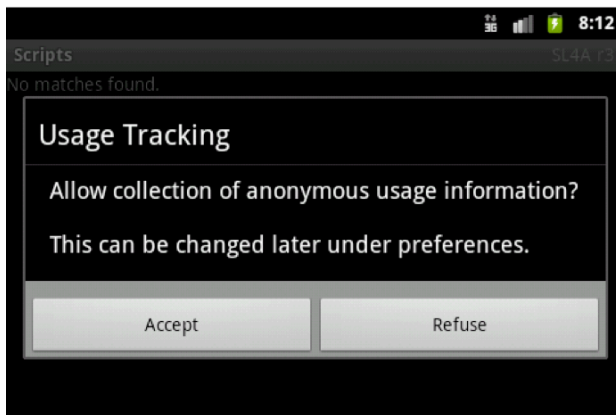 3G 8:12
Scripts SL4A r3
No matches found.
Usage Tracking
Allow collection of anonymous usage information?
This can be changed later under preferences.
Accept Refuse